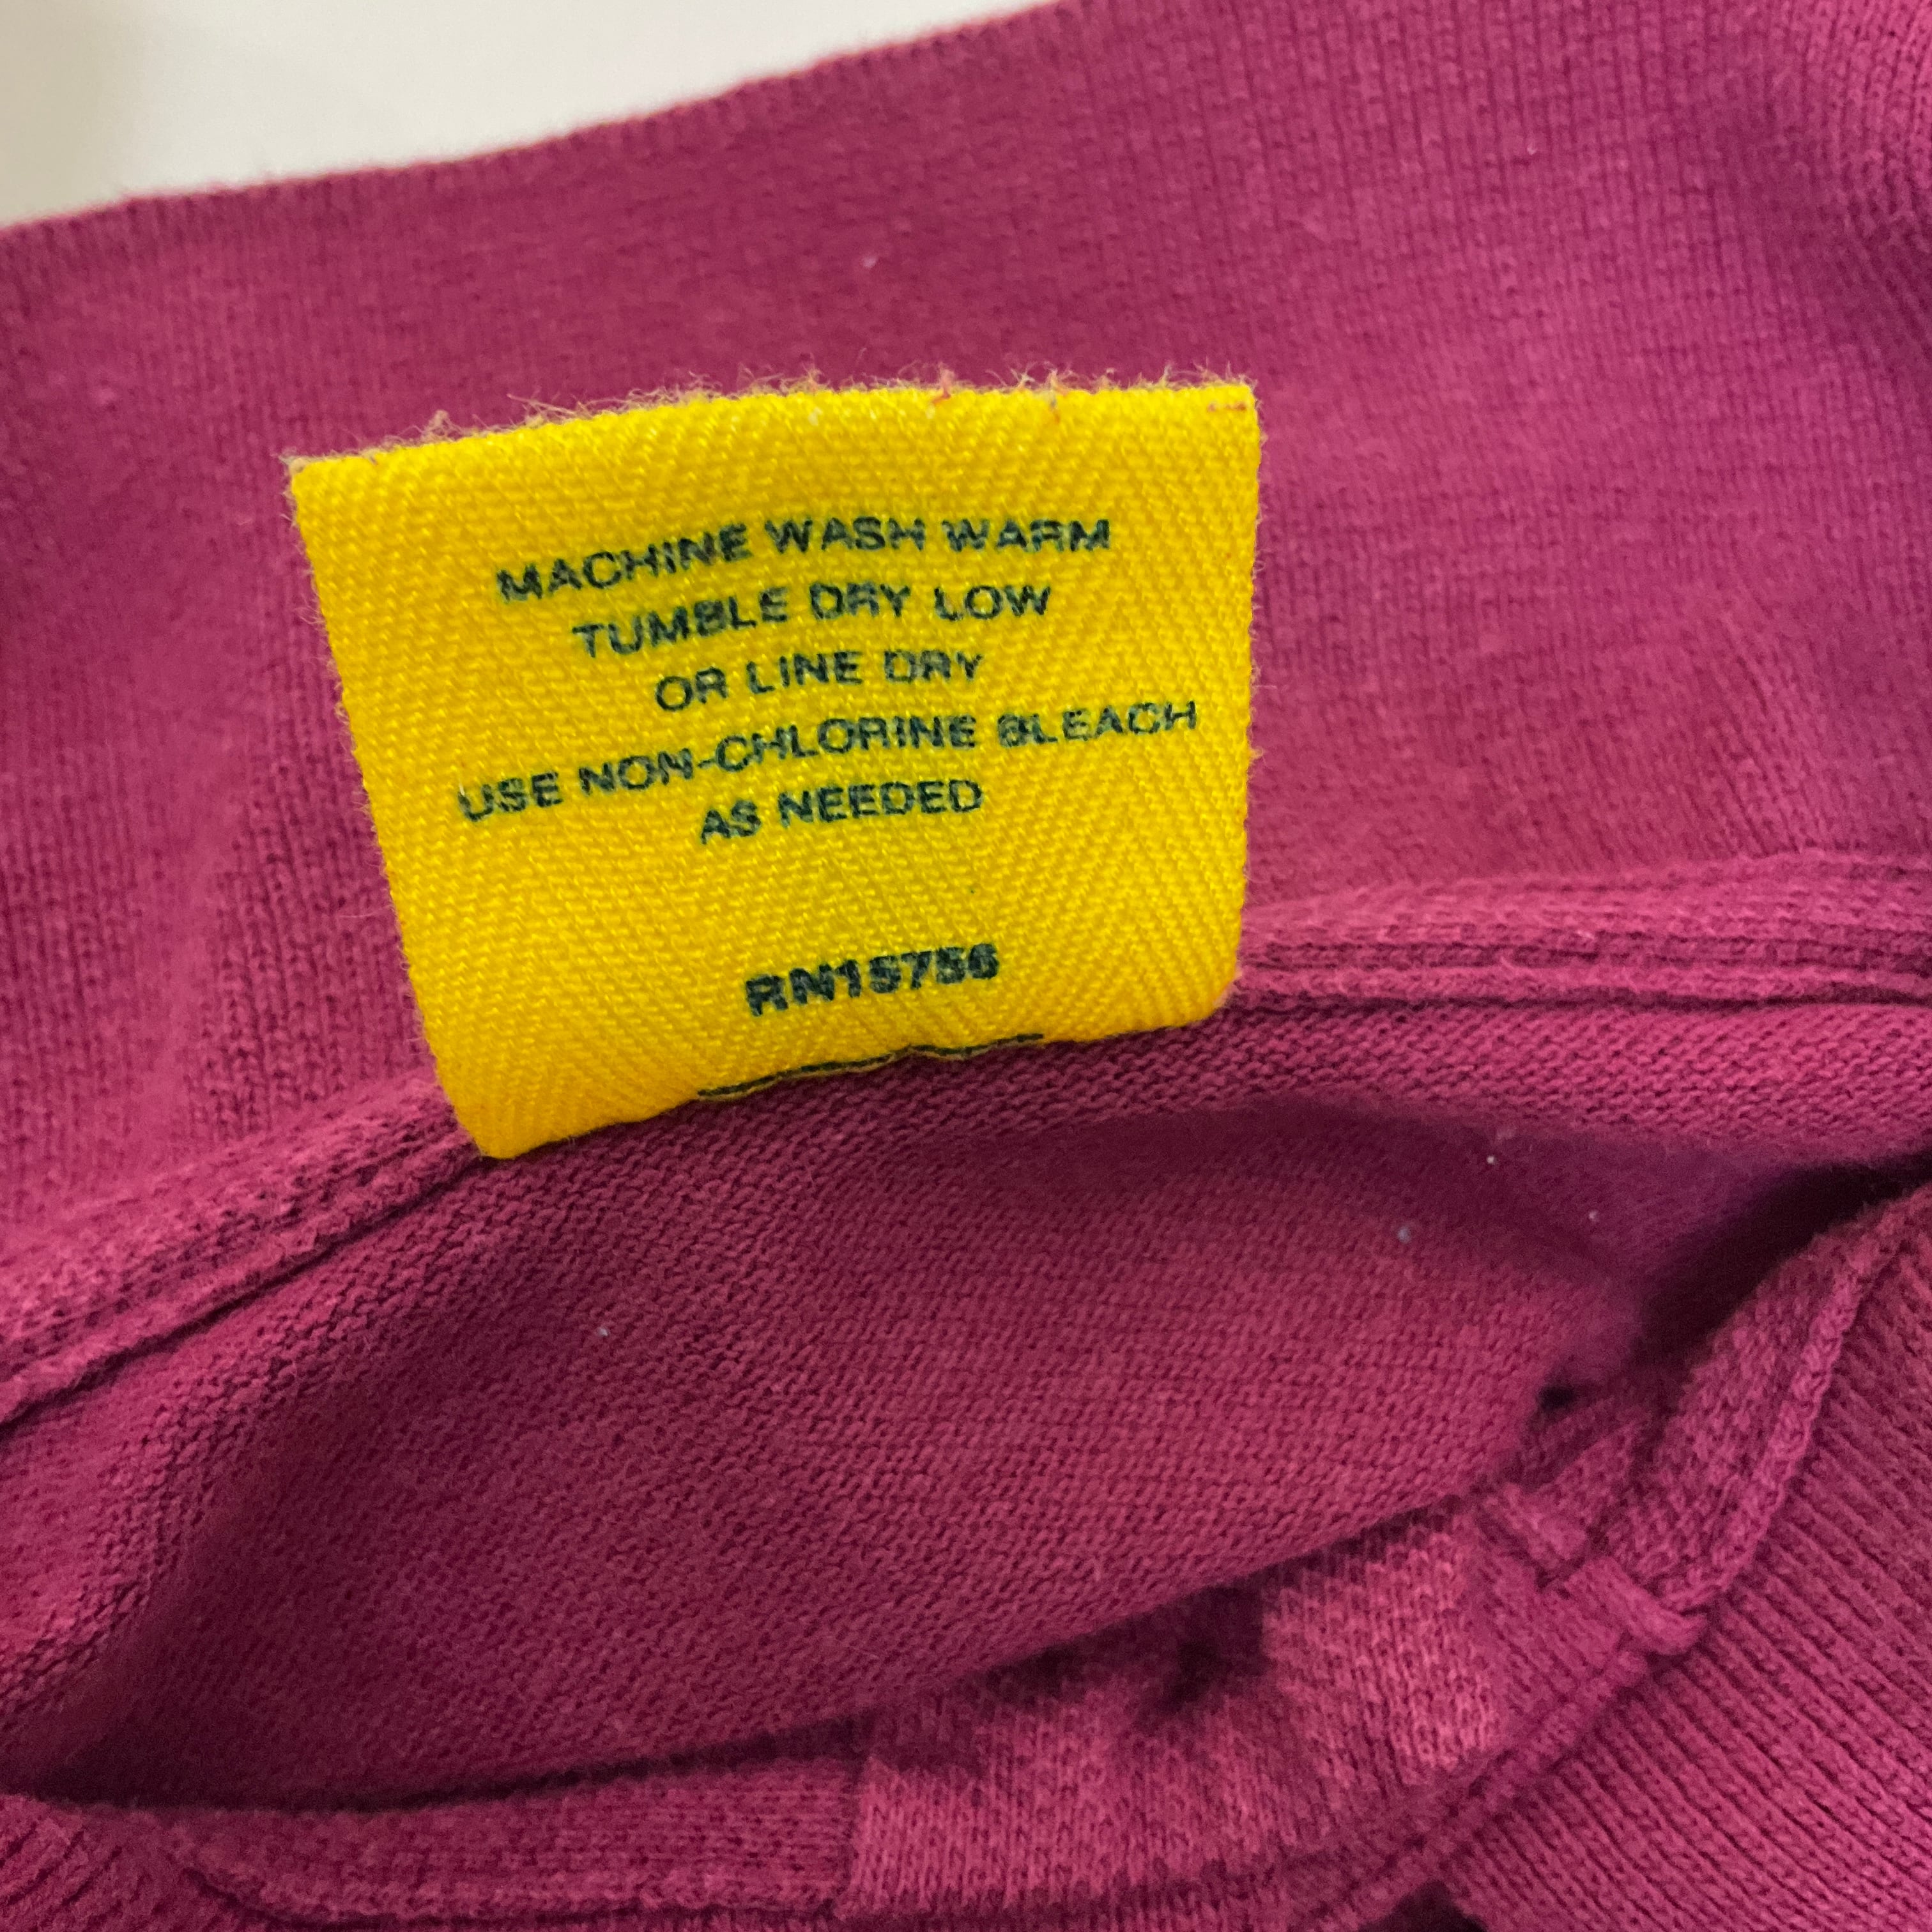 MACHINE WASH WARM
TUMBLE DRY LOW
OR LINE DRY
USE NON-CHLORINE BLEACH
AS NEEDED
RN15756